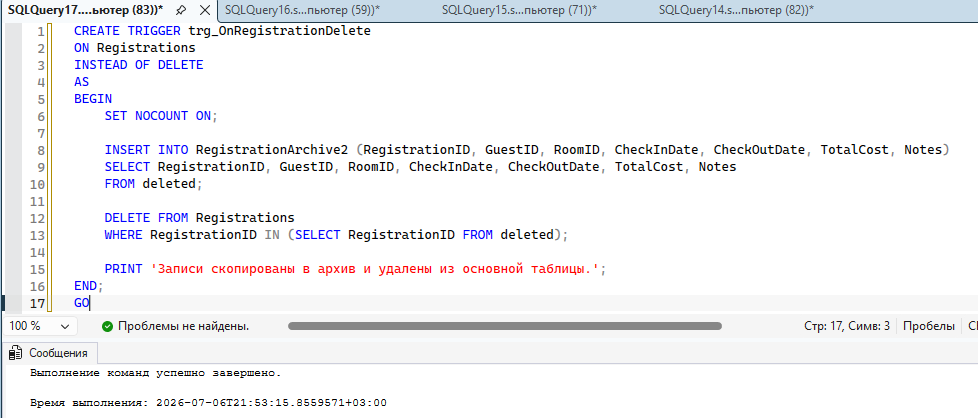 SQLQuery17....ьютер (83))* SQLQuery16.s...пьютер (59))* SQLQuery15.s...пьютер (71))* SQLQuery14.s...пьютер (82))*
1 CREATE TRIGGER trg_OnRegistrationDelete
2 ON Registrations
3 INSTEAD OF DELETE
4 AS
5 BEGIN
6 SET NOCOUNT ON;
7
8 INSERT INTO RegistrationArchive2 (RegistrationID, GuestID, RoomID, CheckInDate, CheckOutDate, TotalCost, Notes)
9 SELECT RegistrationID, GuestID, RoomID, CheckInDate, CheckOutDate, TotalCost, Notes
10 FROM deleted;
11
12 DELETE FROM Registrations
13 WHERE RegistrationID IN (SELECT RegistrationID FROM deleted);
14
15 PRINT 'Записи скопированы в архив и удалены из основной таблицы.';
16 END;
17 GO
100 % Проблемы не найдены. Стр: 17, Симв: 3 Пробелы
Сообщения
Выполнение команд успешно завершено.
Время выполнения: 2026-07-06T21:53:15.8559571+03:00